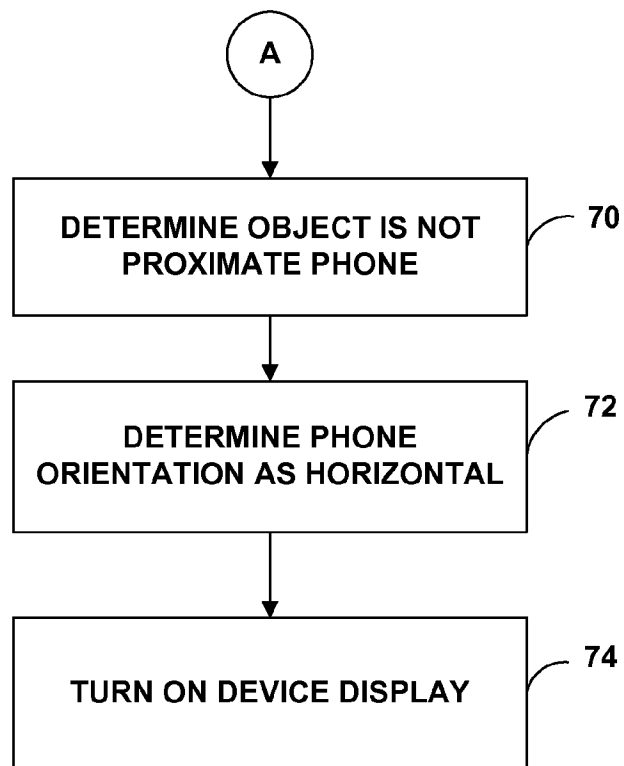 A
DETERMINE OBJECT IS NOT
PROXIMATE PHONE
70
DETERMINE PHONE
ORIENTATION AS HORIZONTAL
72
TURN ON DEVICE DISPLAY
74